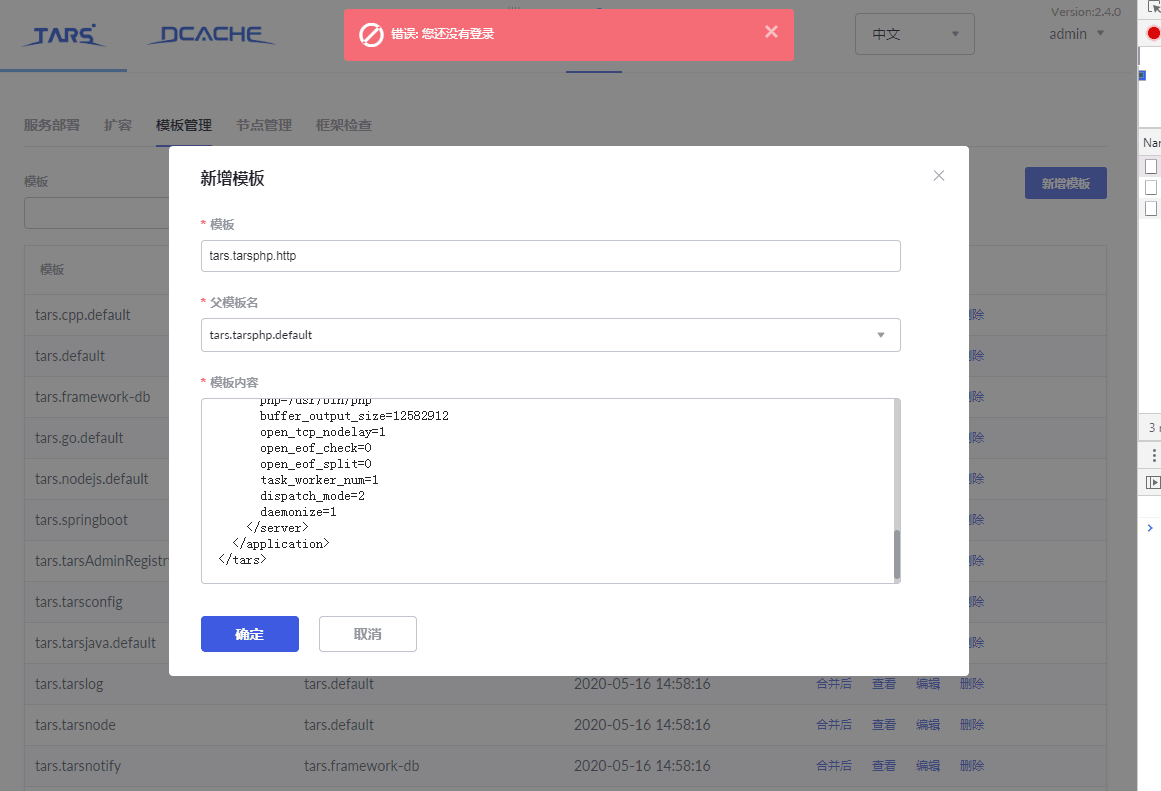 TARS
DCACHE
错误: 您还没有登录
中文
Version:2.4.0
admin
服务部署
扩容
模板管理
节点管理
框架检查
模板
新增模板
模板
tars.cpp.default
删除
tars.default
删除
tars.framework-db
删除
tars.go.default
删除
tars.nodejs.default
删除
tars.springboot
删除
tars.tarsAdminRegistr
删除
tars.tarsconfig
删除
tars.tarsjava.default
删除
tars.tarslog
tars.default
2020-05-16 14:58:16
合并后
查看
编辑
删除
tars.tarsnode
tars.default
2020-05-16 14:58:16
合并后
查看
编辑
删除
tars.tarsnotify
tars.framework-db
2020-05-16 14:58:16
合并后
查看
编辑
删除
新增模板
* 模板
tars.tarsphp.http
* 父模板名
tars.tarsphp.default
* 模板内容
php=/usr/bin/php
buffer_output_size=12582912
open_tcp_nodelay=1
open_eof_check=0
open_eof_split=0
task_worker_num=1
dispatch_mode=2
daemonize=1
</server>
</application>
</tars>
确定
取消
Nar
3